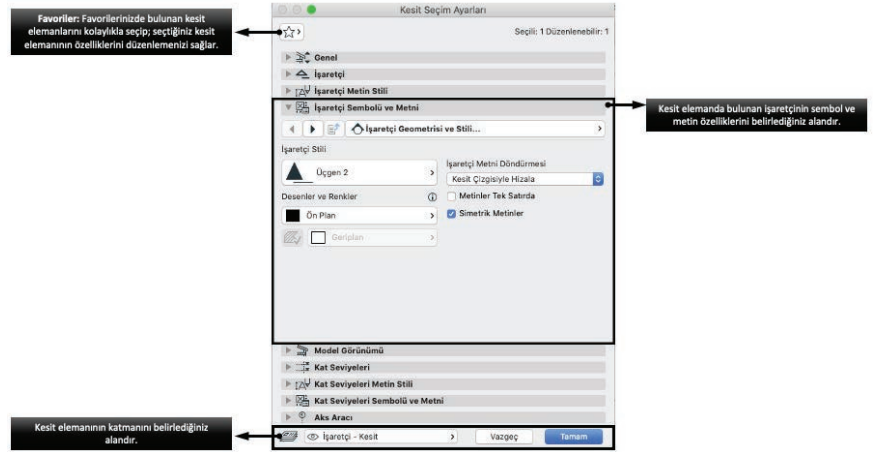 Kesit Seçim Ayarları
Favoriler: Favorilerinizde bulunan kesit
elemanlarını kolaylıkla seçip; seçtiğiniz kesit
elemanının özelliklerini düzenlemenizi sağlar.
Seçili: 1 Düzenlenebilir: 1
Genel
İşaretçi
İşaretçi Metin Stili
İşaretçi Sembolü ve Metni
Kesit elemanda bulunan işaretçinin sembol ve
metin özelliklerini belirlediğiniz alandır.
İşaretçi Geometrisi ve Stili...
İşaretçi Stili
Üçgen 2
İşaretçi Metni Döndürmesi
Kesit Çizgisiyle Hizala
Desenler ve Renkler
Metinler Tek Satırda
Ön Plan
Simetrik Metinler
Geriplan
Model Görünümü
Kat Seviyeleri
Kat Seviyeleri Metin Stili
Kat Seviyeleri Sembolü ve Metni
Aks Aracı
Kesit elemanının katmanını belirlediğiniz
alandır.
İşaretçi - Kesit
Vazgeç
Tamam